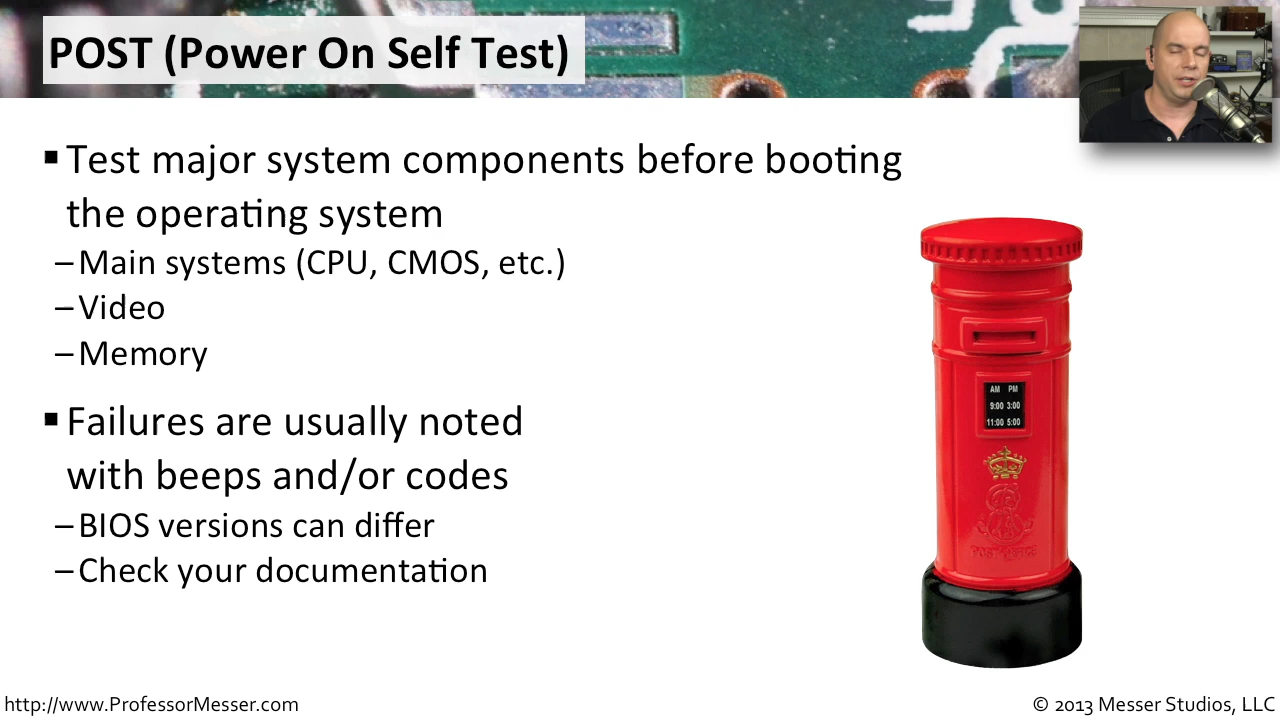 POST (Power On Self Test)
▪ Test major system components before booting
the operating system
– Main systems (CPU, CMOS, etc.)
– Video
– Memory
▪ Failures are usually noted
with beeps and/or codes
– BIOS versions can differ
– Check your documentation
AM PM
9:00 3:00
11:00 5:00
POST OFFICE
http://www.ProfessorMesser.com
© 2013 Messer Studios, LLC